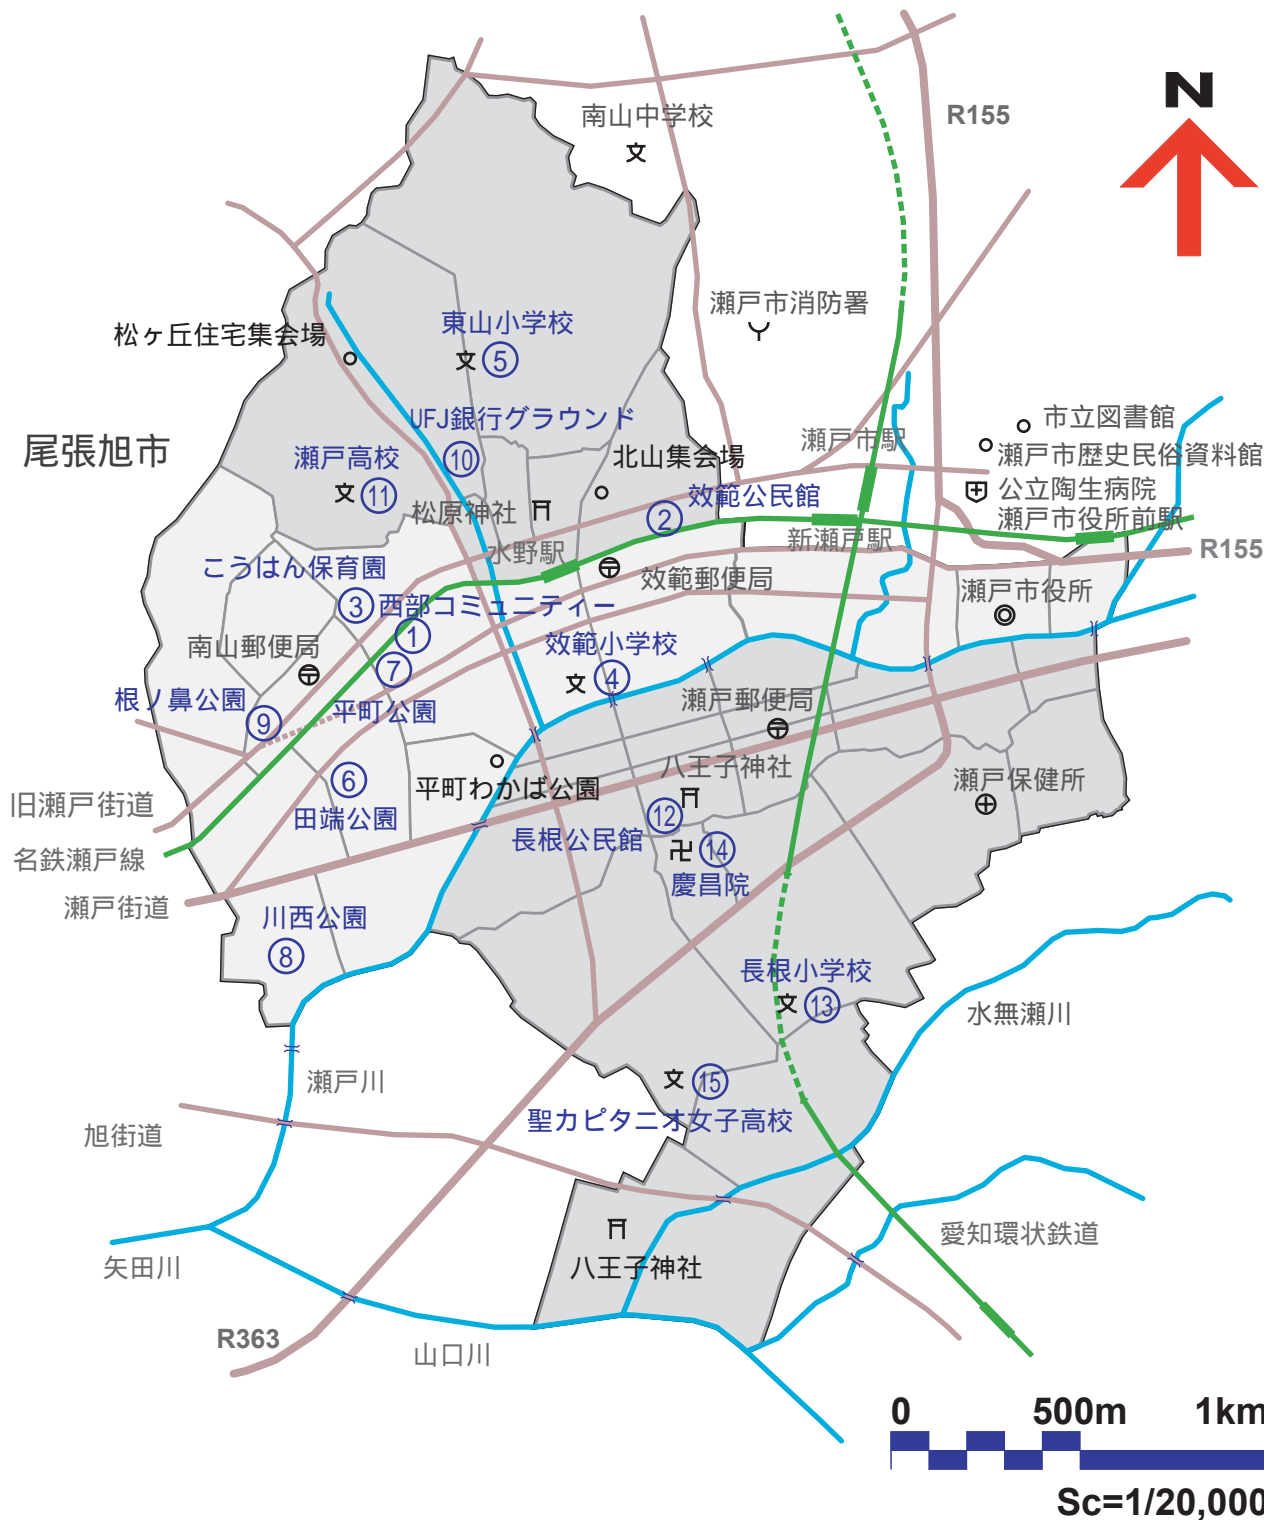 N
南山中学校
R155
瀬戸市消防署
松ヶ丘住宅集会場
東山小学校
⑤
UFJ銀行グラウンド
⑩
尾張旭市
瀬戸高校
⑪
北山集会場
瀬戸市駅
市立図書館
瀬戸市歴史民俗資料館
公立陶生病院
瀬戸市役所前駅
松原神社
効範公民館
②
水野駅
新瀬戸駅
R155
こうはん保育園
③
西部コミュニティー
①
効範郵便局
瀬戸市役所
南山郵便局
⑦
効範小学校
④
根ノ鼻公園
⑨
平町公園
瀬戸郵便局
⑥
田端公園
平町わかば公園
八王子神社
瀬戸保健所
旧瀬戸街道
名鉄瀬戸線
瀬戸街道
⑫
長根公民館
卍
⑭
慶昌院
川西公園
⑧
長根小学校
文
⑬
水無瀬川
瀬戸川
文
⑮
聖カピタニオ女子高校
旭街道
矢田川
八王子神社
愛知環状鉄道
R363
山口川
0 500m 1km
Sc=1/20,000